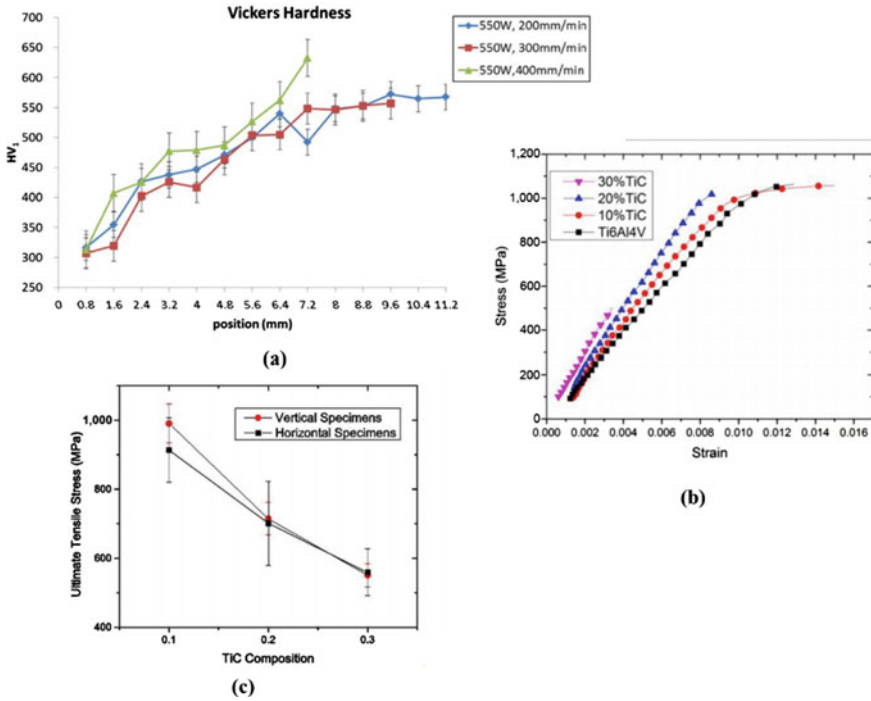 Vickers Hardness
700
650
600
550
500
450
400
350
300
250
HV₃
0 0.8 1.6 2.4 3.2 4 4.8 5.6 6.4 7.2 8 8.8 9.6 10.4 11.2
position (mm)
550W, 200mm/min
550W, 300mm/min
550W,400mm/min
(a)
1,200
1,000
800
600
400
200
0
Stress (MPa)
30%TiC
20%TiC
10%TiC
Ti6Al4V
0.000 0.002 0.004 0.006 0.008 0.010 0.012 0.014 0.016
Strain
(b)
1,000
800
600
400
Ultimate Tensile Stress (MPa)
Vertical Specimens
Horizontal Specimens
0.1 0.2 0.3
TIC Composition
(c)